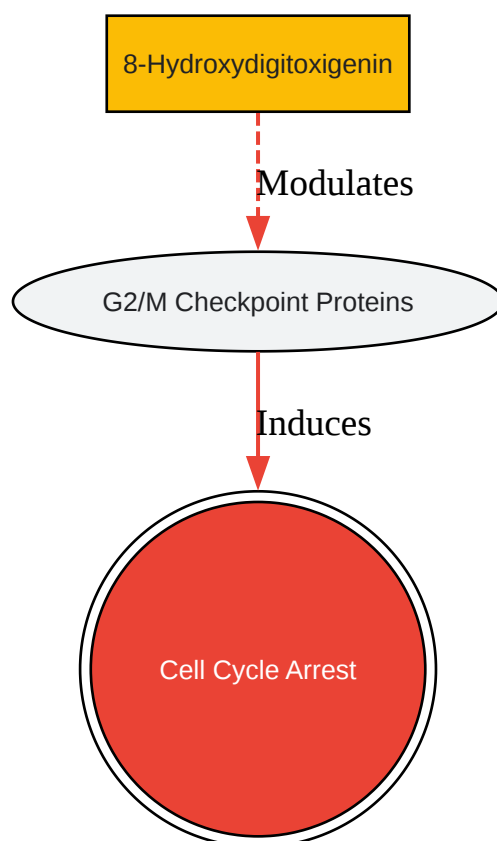 8-Hydroxydigitoxigenin
Modulates
G2/M Checkpoint Proteins
Induces
Cell Cycle Arrest